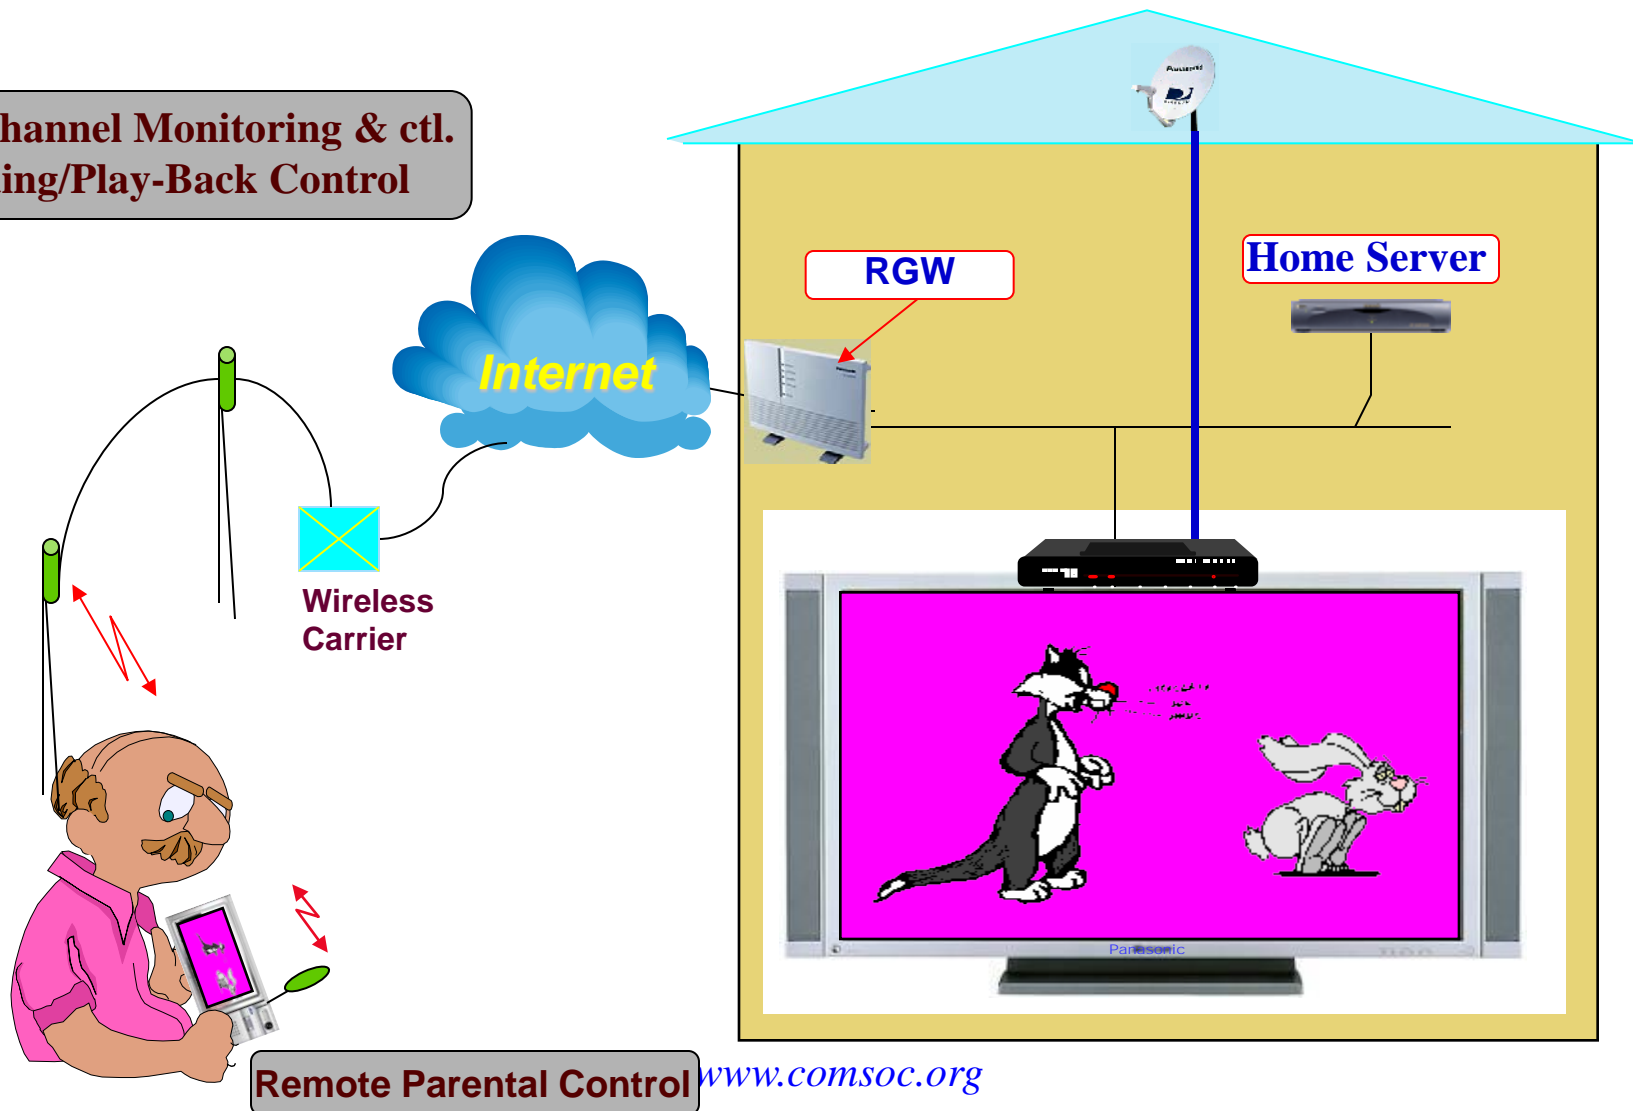 hannel Monitoring & ctl.
ing/Play-Back Control
RGW
Home Server
Internet
Wireless
Carrier
Panasonic
Panasonic
Remote Parental Control
www.comsoc.org